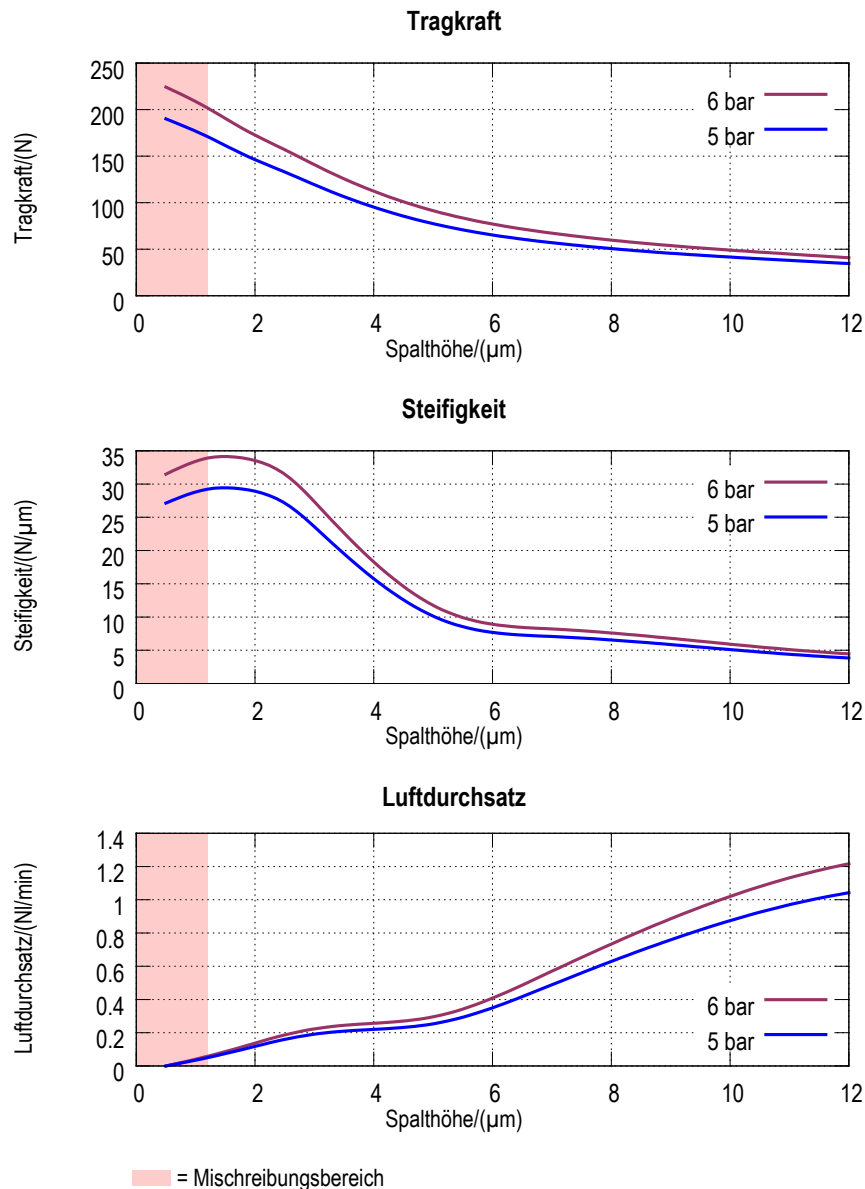 Tragkraft
250
200
150
100
50
0
Tragkraft/(N)
6 bar
5 bar
0 2 4 6 8 10 12
Spalthöhe/(µm)
Steifigkeit
35
30
25
20
15
10
5
0
Steifigkeit/(N/µm)
6 bar
5 bar
0 2 4 6 8 10 12
Spalthöhe/(µm)
Luftdurchsatz
1.4
1.2
1
0.8
0.6
0.4
0.2
0
Luftdurchsatz/(Nl/min)
6 bar
5 bar
0 2 4 6 8 10 12
Spalthöhe/(µm)
= Mischreibungsbereich